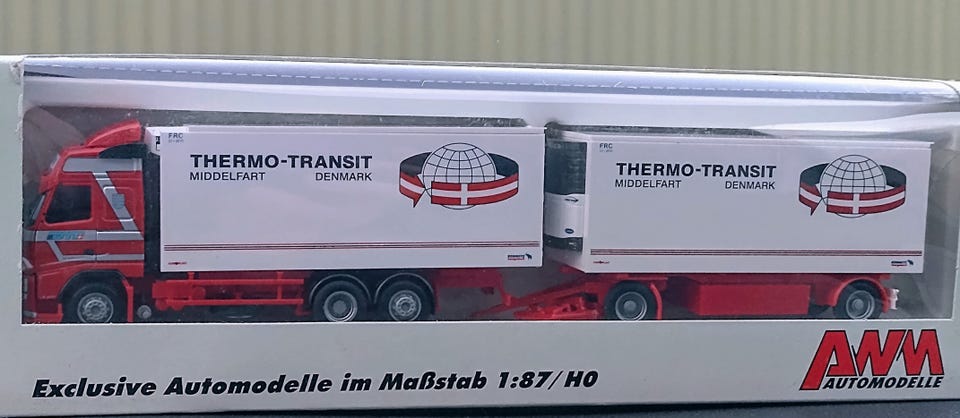 FRC
THERMO-TRANSIT
MIDDELFART DENMARK
FRC
THERMO-TRANSIT
MIDDELFART DENMARK
Exclusive Automodelle im Maßstab 1:87/H0
AWM
AUTOMODELLE